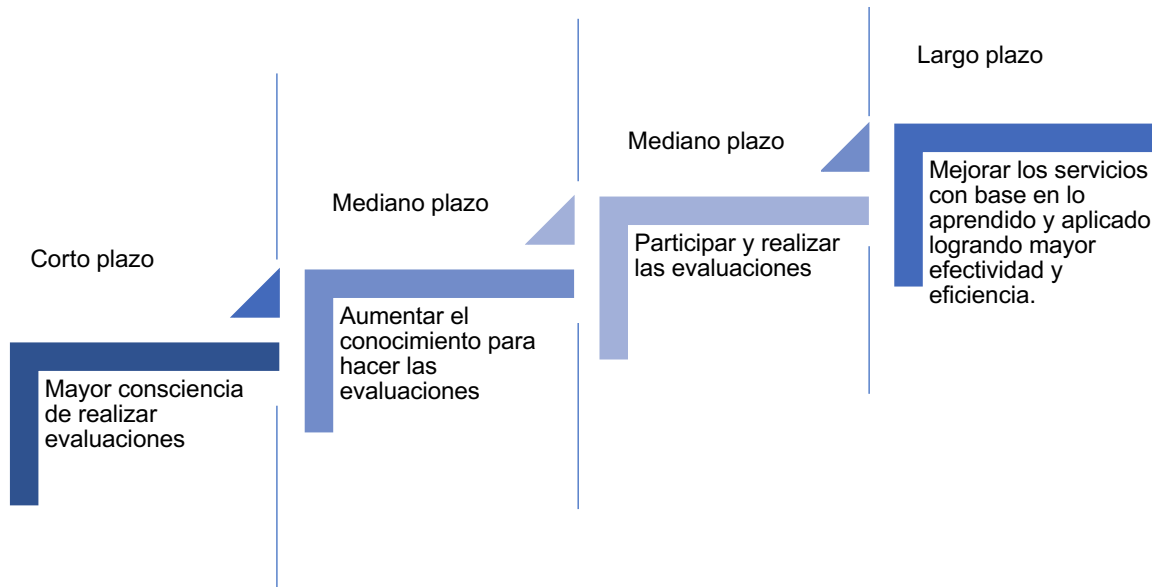 Corto plazo
Mayor consciencia
de realizar
evaluaciones
Mediano plazo
Aumentar el
conocimiento para
hacer las
evaluaciones
Mediano plazo
Participar y realizar
las evaluaciones
Largo plazo
Mejorar los servicios
con base en lo
aprendido y aplicado
logrando mayor
efectividad y
eficiencia.